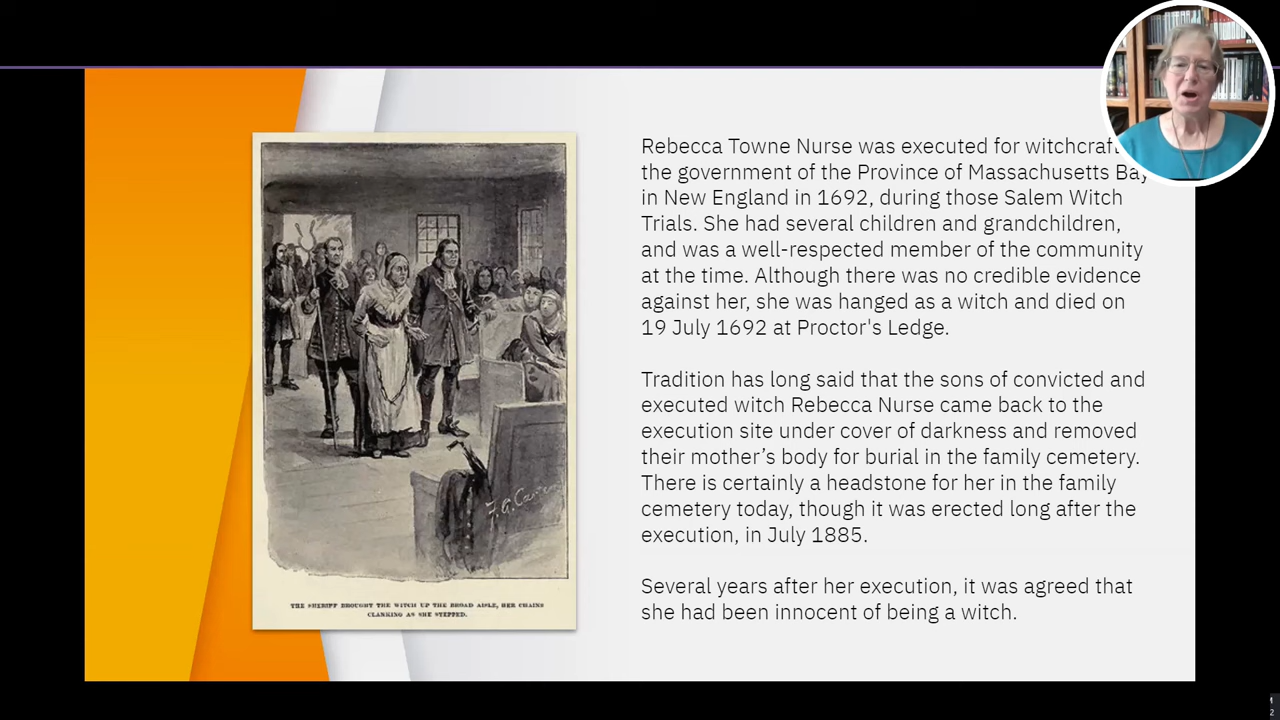 Rebecca Towne Nurse was executed for witchcraft
the government of the Province of Massachusetts Bay
in New England in 1692, during those Salem Witch
Trials. She had several children and grandchildren,
and was a well-respected member of the community
at the time. Although there was no credible evidence
against her, she was hanged as a witch and died on
19 July 1692 at Proctor's Ledge.
Tradition has long said that the sons of convicted and
executed witch Rebecca Nurse came back to the
execution site under cover of darkness and removed
their mother’s body for burial in the family cemetery.
There is certainly a headstone for her in the family
cemetery today, though it was erected long after the
execution, in July 1885.
Several years after her execution, it was agreed that
she had been innocent of being a witch.
THE SHERIFF BROUGHT THE WITCH UP THE BROAD AISLE, HER CHAINS
CLANKING AS SHE STEPPED.